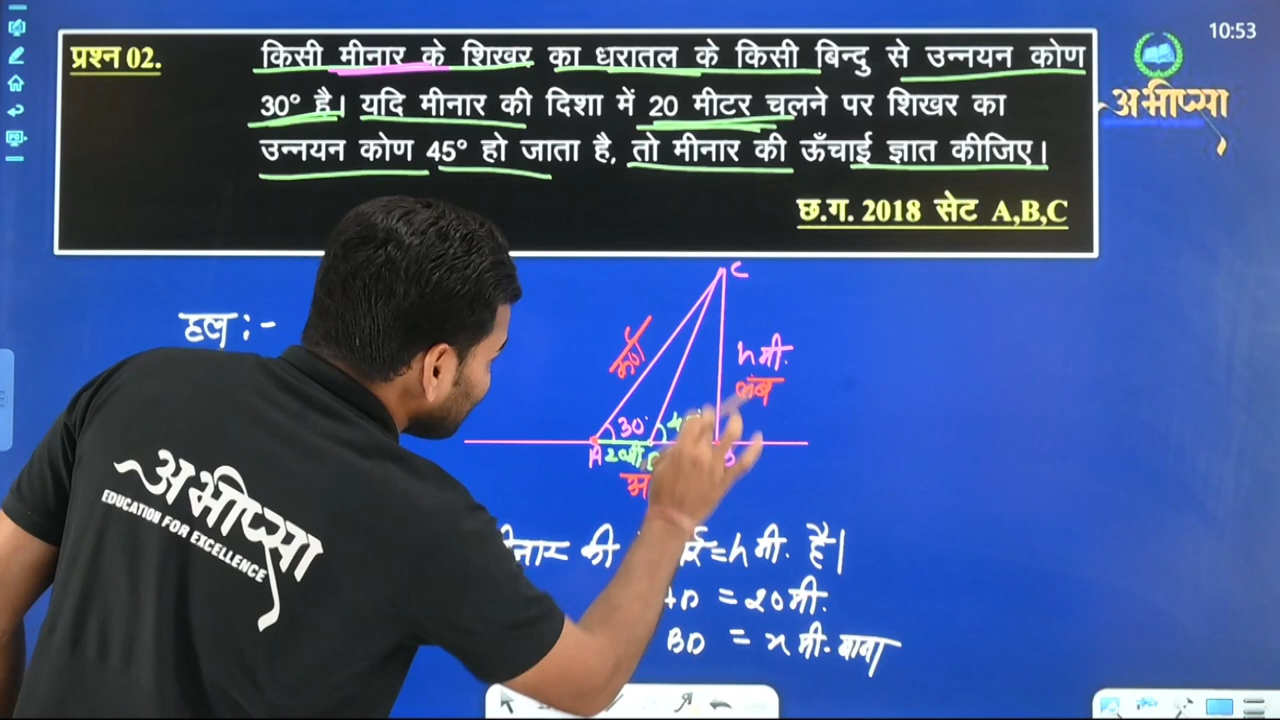 10:53
प्रश्न 02. किसी मीनार के शिखर का धरातल के किसी बिन्दु से उन्नयन कोण
30° है। यदि मीनार की दिशा में 20 मीटर चलने पर शिखर का
उन्नयन कोण 45° हो जाता है, तो मीनार की ऊँचाई ज्ञात कीजिए।
छ.ग. 2018 सेट A,B,C
अभीप्सा
हल:-
C
कर्ण
h मी.
लंब
30°
A 20मी
की = h मी. है।
= 20मी.
BD = x मी. माना
अभीप्सा
EDUCATION FOR EXCELLENCE